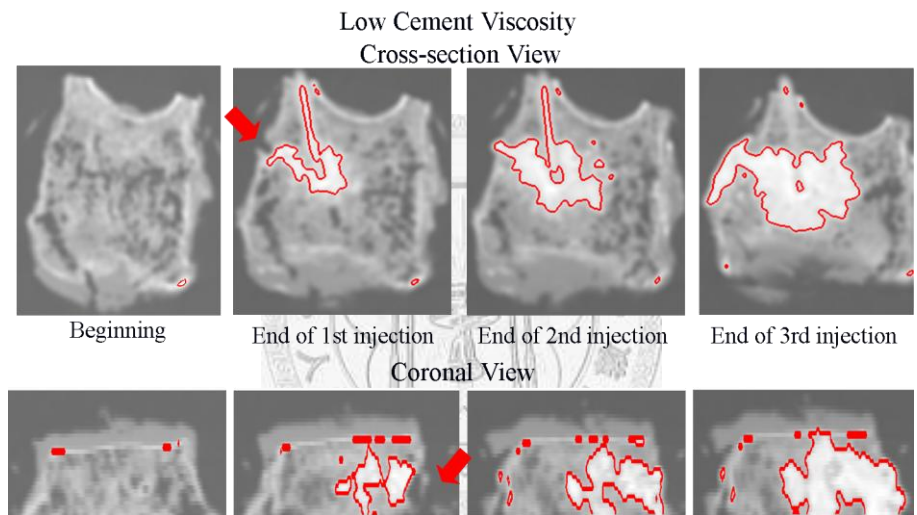 Low Cement Viscosity
Cross-section View
Beginning
End of 1st injection
End of 2nd injection
End of 3rd injection
Coronal View